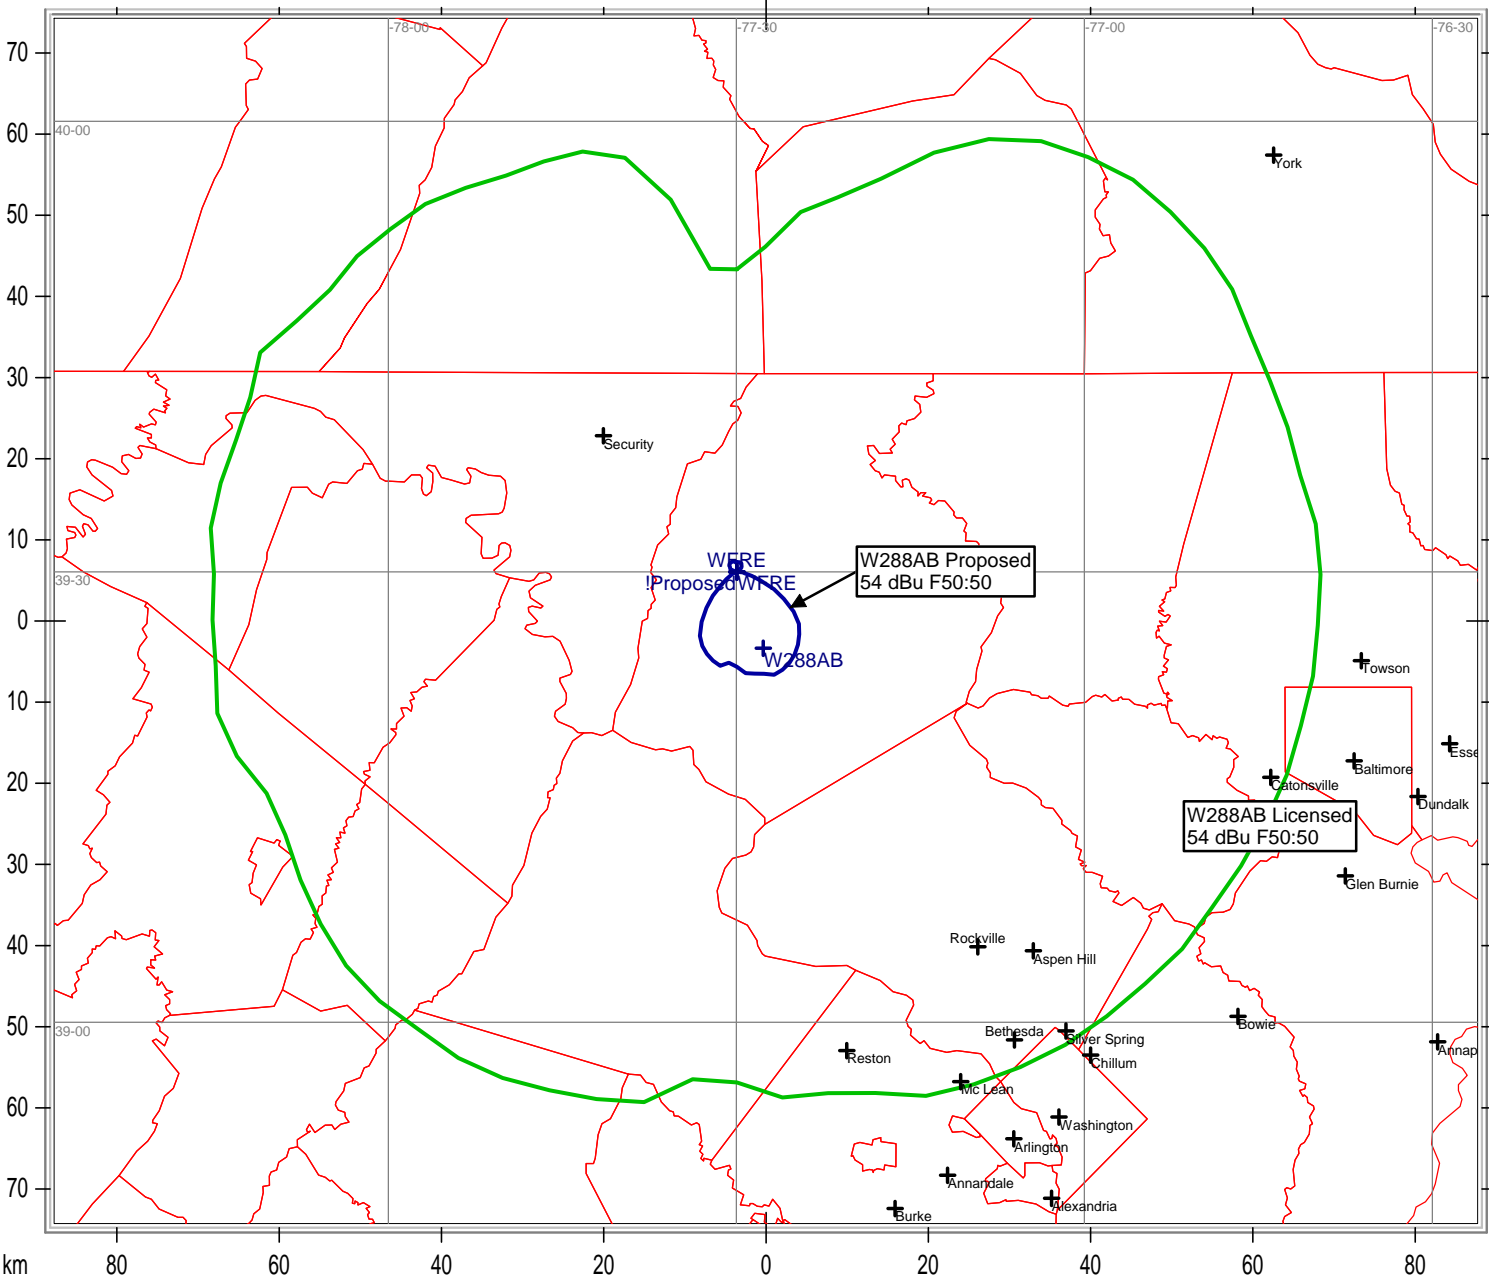 -78-00
-77-30
-77-00
-76-30
70
40-00
60
York
50
40
30
20
Security
10
WFRE
!ProposedWFRE
W288AB Proposed
54 dBu F50:50
39-30
0
W288AB
Towson
10
Esse
Baltimore
20
Catonsville
Dundalk
W288AB Licensed
54 dBu F50:50
30
Glen Burnie
40
Rockville
Aspen Hill
50
39-00
Bowie
Bethesda
Silver Spring
Reston
Chillum
Annap
60
Mc Lean
Washington
Arlington
70
Annandale
Burke
Alexandria
km
80
60
40
20
0
20
40
60
80